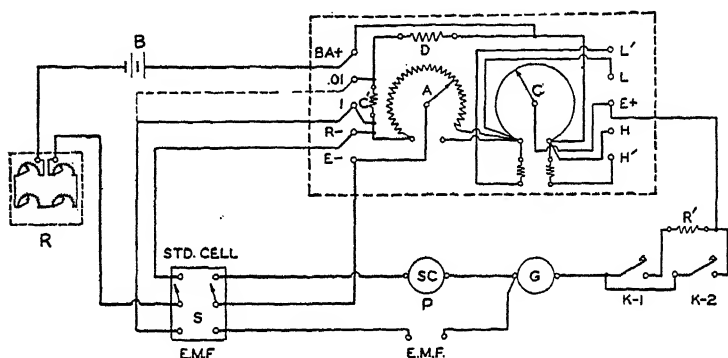 B
BA+
.01
1
R-
E-
D
C'
A
C
L'
L
E+
H
H'
R
STD. CELL
S
E.M.F
SC
P
E.M.F.
G
R'
K-1
K-2